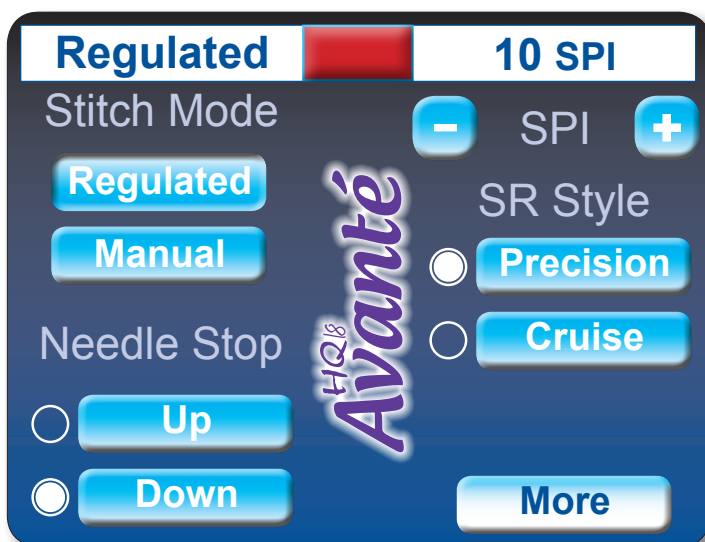 Regulated
10 SPI
Stitch Mode
Regulated
Manual
Needle Stop
Up
Down
HQ18
Avanté
-
SPI
+
SR Style
Precision
Cruise
More